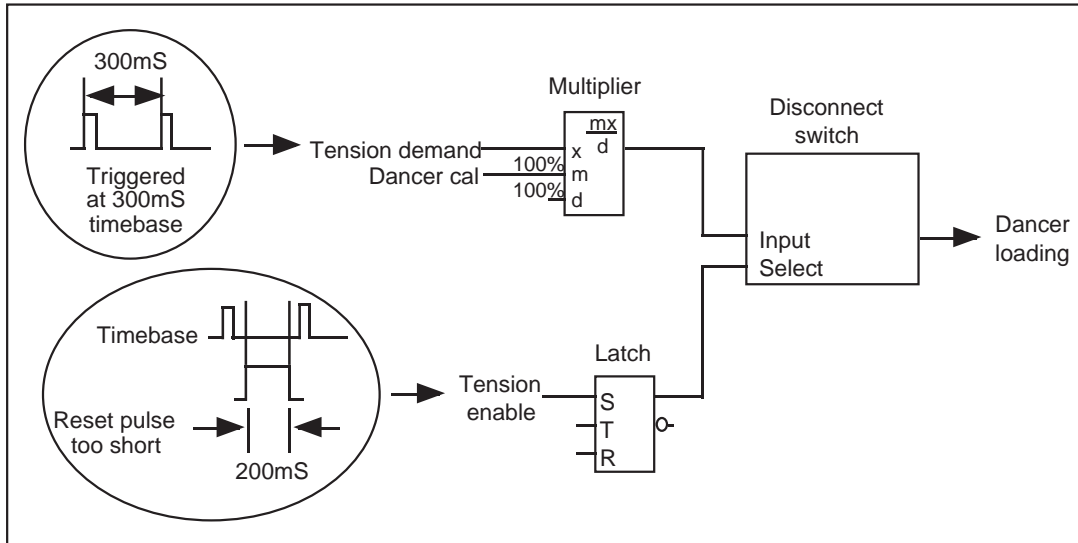 300mS
Triggered
at 300mS
timebase
Multiplier
mx
d
Tension demand
x
Dancer cal
100%
m
100%
d
Disconnect
switch
Input
Select
Dancer
loading
Timebase
Reset pulse
too short
200mS
Tension
enable
Latch
S
T
R